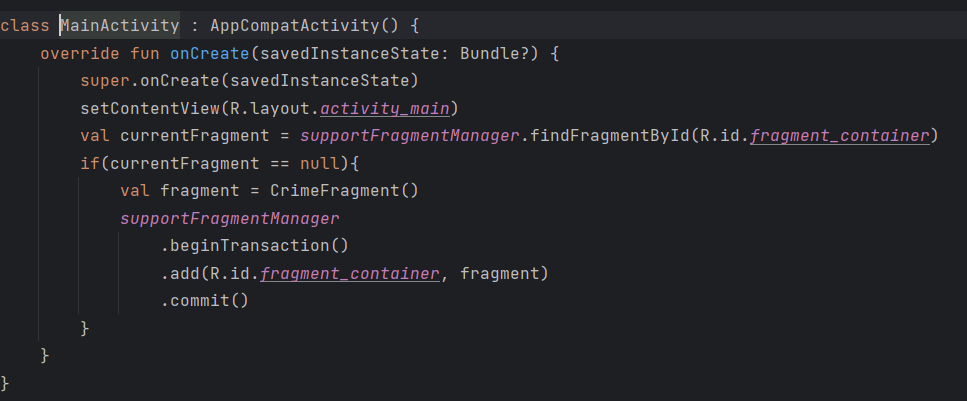 class MainActivity : AppCompatActivity() {
    override fun onCreate(savedInstanceState: Bundle?) {
        super.onCreate(savedInstanceState)
        setContentView(R.layout.activity_main)
        val currentFragment = supportFragmentManager.findFragmentById(R.id.fragment_container)
        if(currentFragment == null){
            val fragment = CrimeFragment()
            supportFragmentManager
                .beginTransaction()
                .add(R.id.fragment_container, fragment)
                .commit()
        }
    }
}